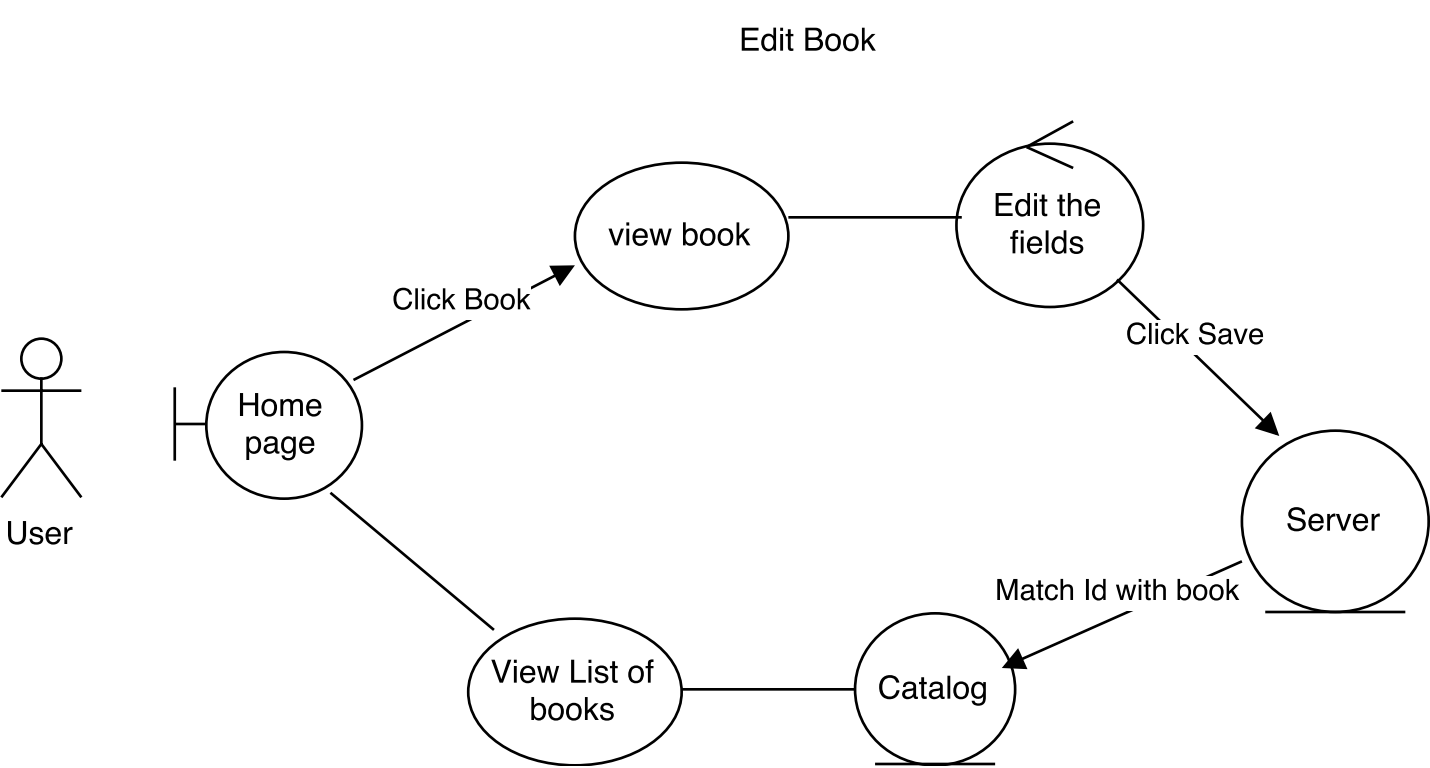 Edit Book
view book
Edit the
fields
Click Book
Click Save
Home
page
User
Server
Match Id with book
View List of
books
Catalog